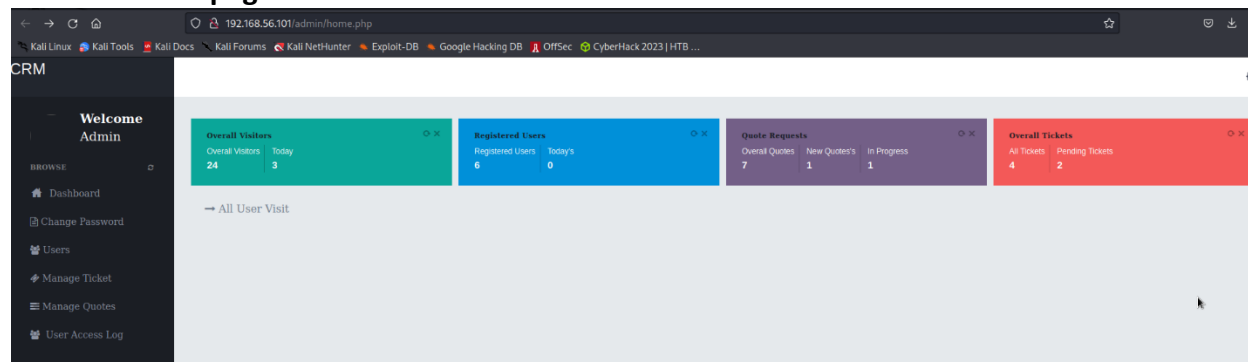 192.168.56.101/admin/home.php
Kali Linux Kali Tools Kali Docs Kali Forums Kali NetHunter Exploit-DB Google Hacking DB OffSec CyberHack 2023 | HTB ...
CRM
Welcome
Admin
BROWSE
Dashboard
Change Password
Users
Manage Ticket
Manage Quotes
User Access Log
Overall Visitors
Overall Visitors Today
24 3
Registered Users
Registered Users Today's
6 0
Quote Requests
Overall Quotes New Quotes's In Progress
7 1 1
Overall Tickets
All Tickets Pending Tickets
4 2
→ All User Visit